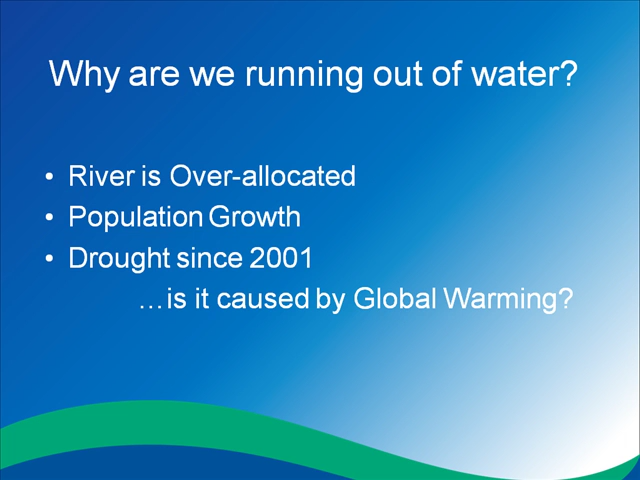 Why are we running out of water?
• River is Over-allocated
• Population Growth
• Drought since 2001
…is it caused by Global Warming?